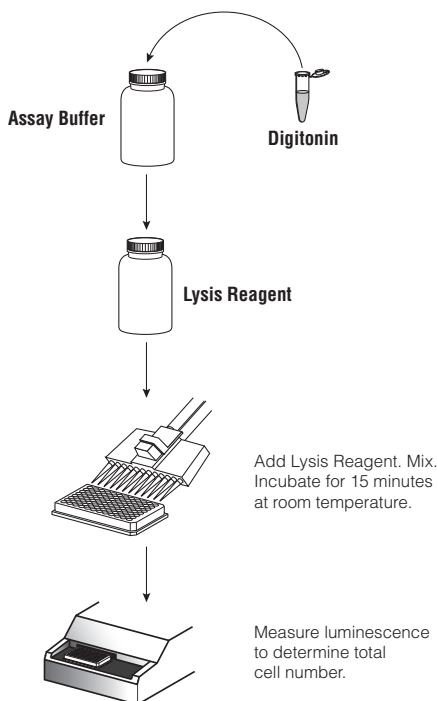 Assay Buffer
Digitonin
Lysis Reagent
Add Lysis Reagent. Mix.
Incubate for 15 minutes
at room temperature.
Measure luminescence
to determine total
cell number.